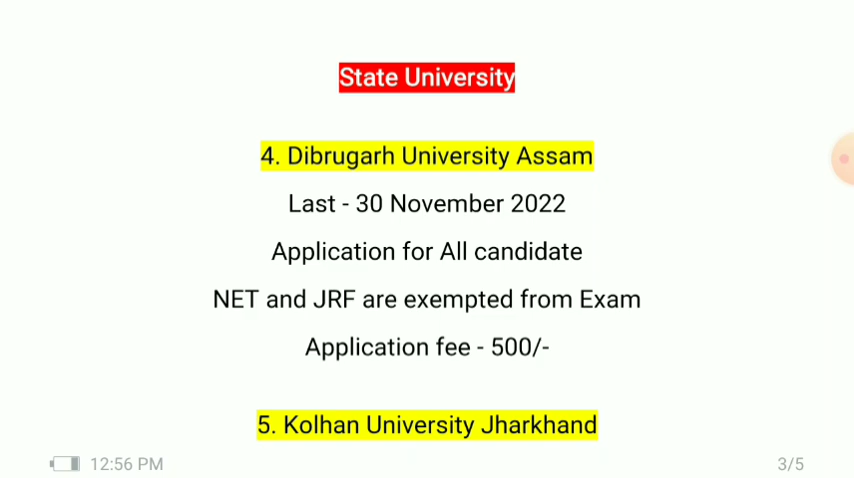 State University
4. Dibrugarh University Assam
Last - 30 November 2022
Application for All candidate
NET and JRF are exempted from Exam
Application fee - 500/-
5. Kolhan University Jharkhand
12:56 PM
3/5